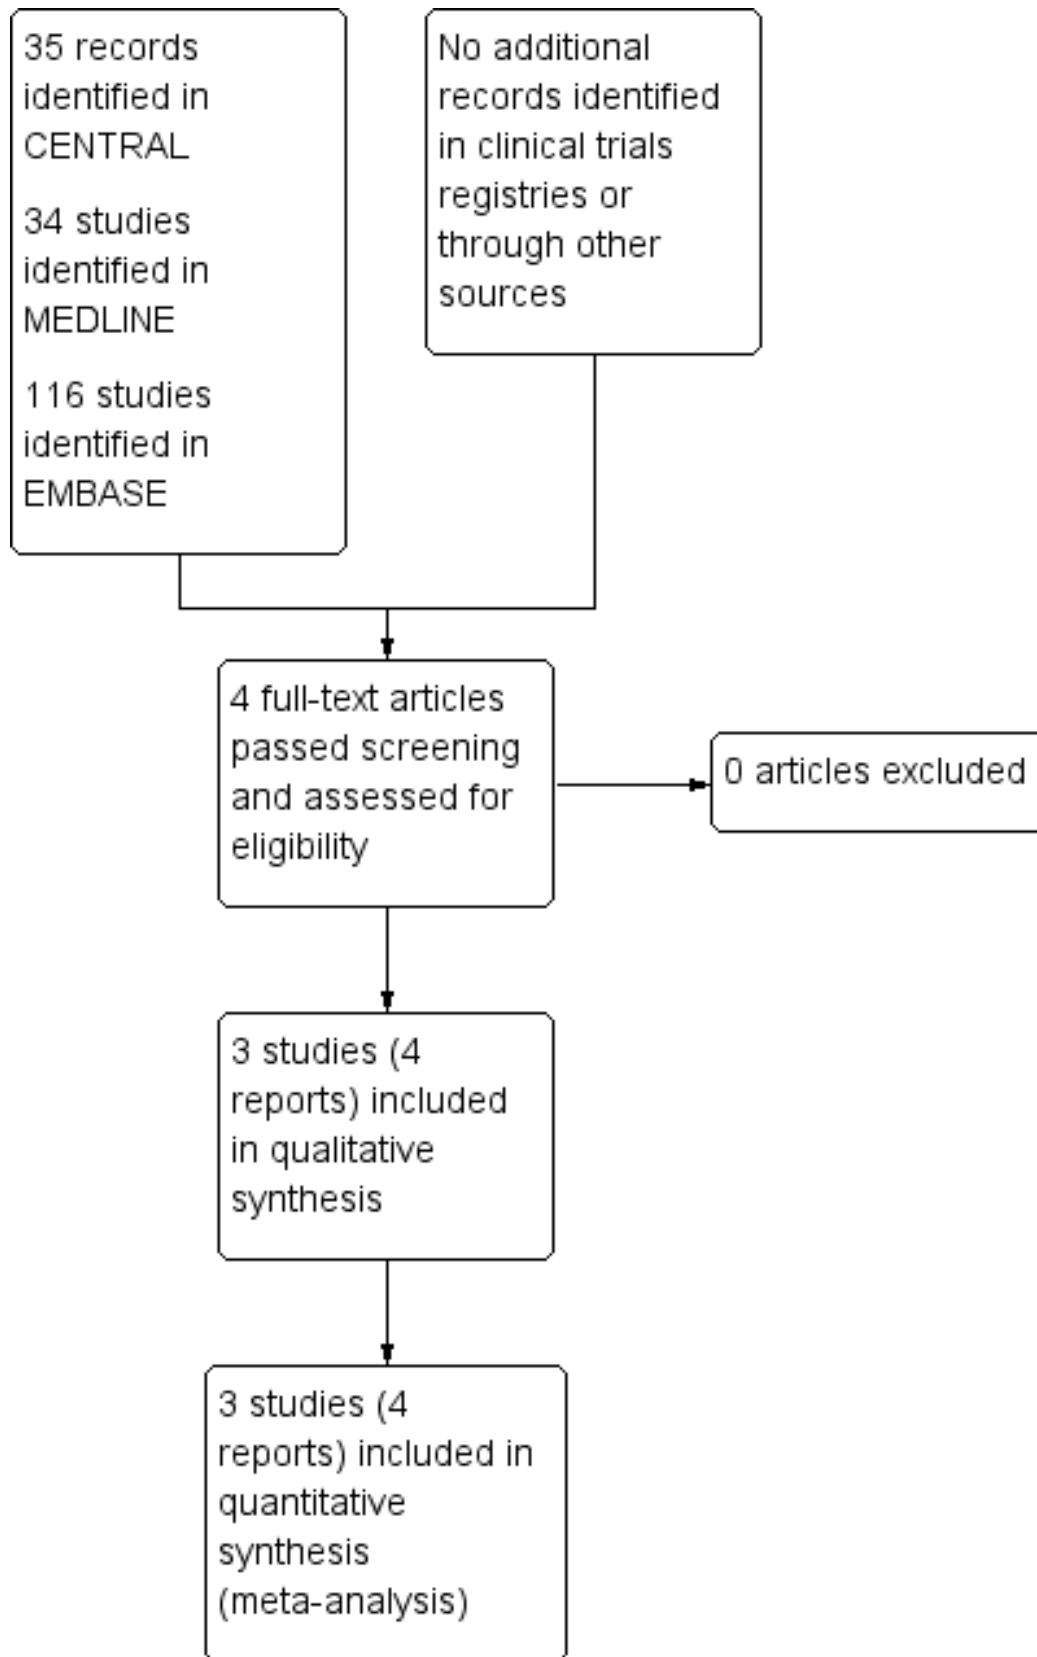 35 records
identified in
CENTRAL
34 studies
identified in
MEDLINE
116 studies
identified in
EMBASE
No additional
records identified
in clinical trials
registries or
through other
sources
4 full-text articles
passed screening
and assessed for
eligibility
0 articles excluded
3 studies (4
reports) included
in qualitative
synthesis
3 studies (4
reports) included in
quantitative
synthesis
(meta-analysis)